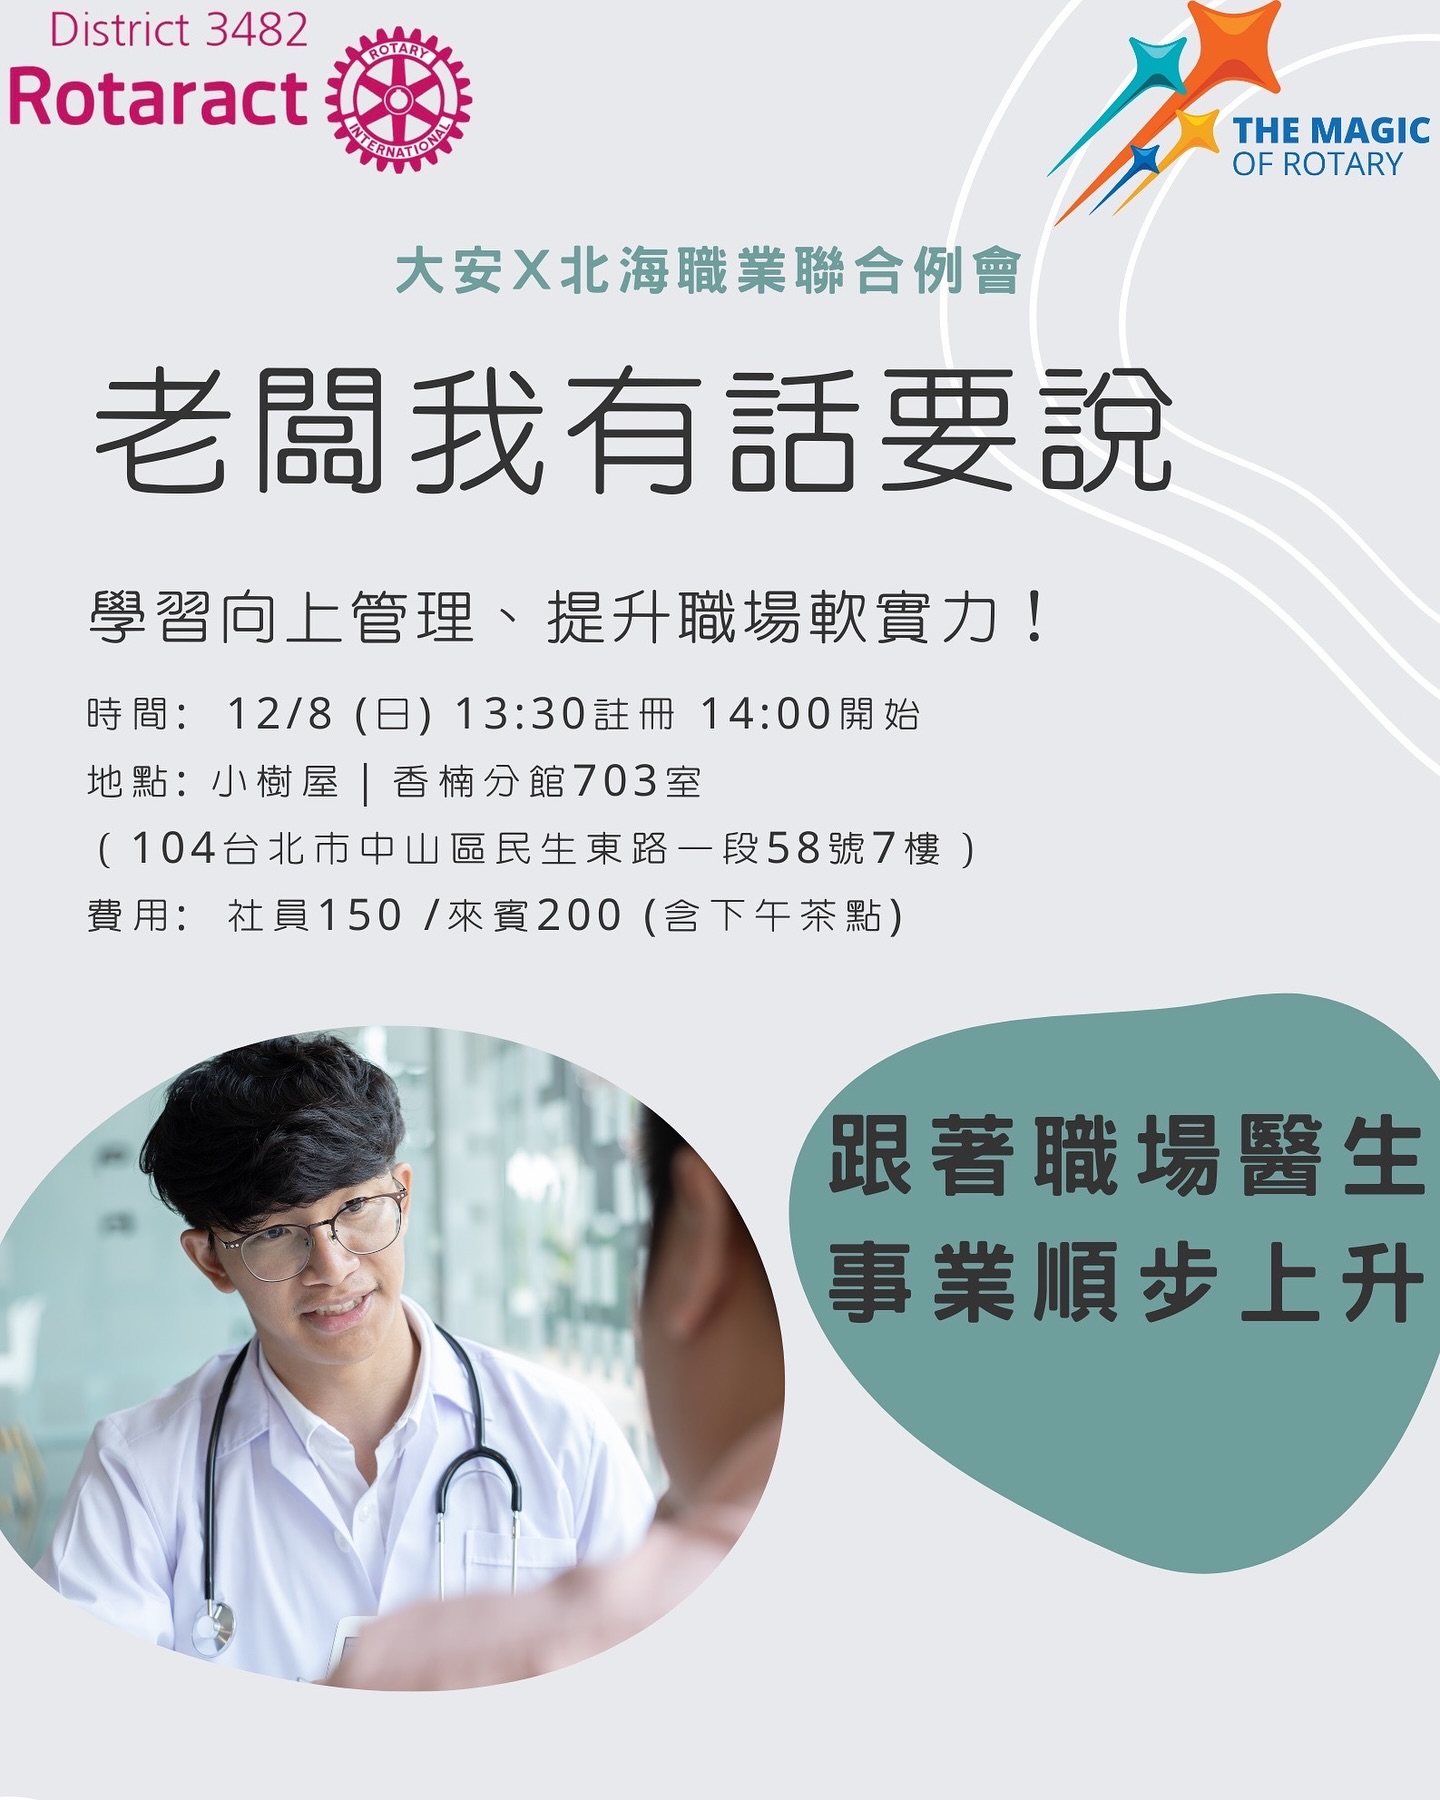 District 3482
Rotaract
ROTARY
INTERNATIONAL
THE MAGIC
OF ROTARY
大安X北海職業聯合例會
老闆我有話要說
學習向上管理、提升職場軟實力！
時間: 12/8 (日) 13:30註冊 14:00開始
地點: 小樹屋 | 香楠分館703室
( 104台北市中山區民生東路一段58號7樓 )
費用: 社員150 /來賓200 (含下午茶點)
跟著職場醫生
事業順步上升